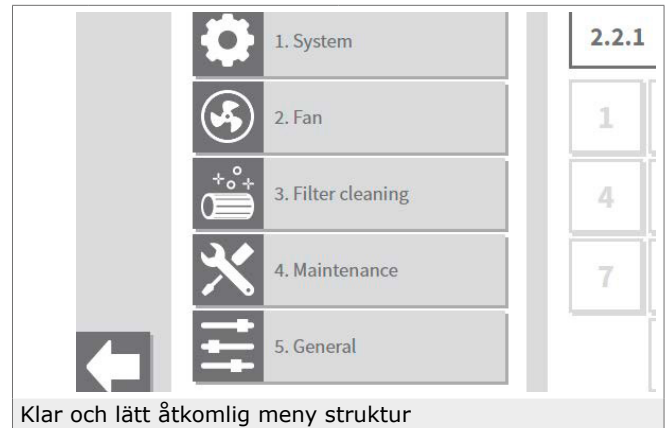 1. System
2. Fan
3. Filter cleaning
4. Maintenance
5. General
2.2.1
1
4
7
Klar och lätt åtkomlig meny struktur